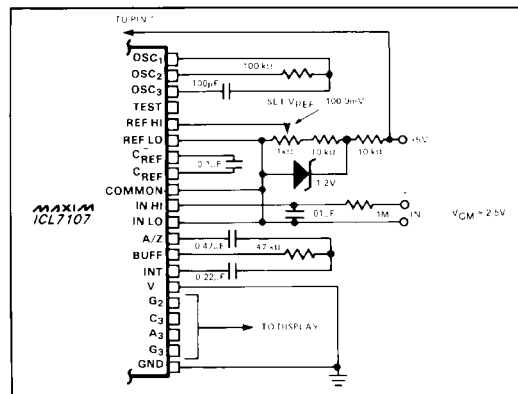 TO PIN 1
OSC1
100 kΩ
OSC2
OSC3
100pF
TEST
SET VREF
100.0mV
REF HI
REF LO
1kΩ
10 kΩ
10 kΩ
+5V
CREF
0.1µF
CREF
1.2V
COMMON
MAXIM
ICL7107
IN HI
.01µF
1M
IN
VCM = 2.5V
IN LO
A/Z
0.47µF
47 kΩ
BUFF
INT
0.22µF
V
G2
C3
TO DISPLAY
A3
G3
GND